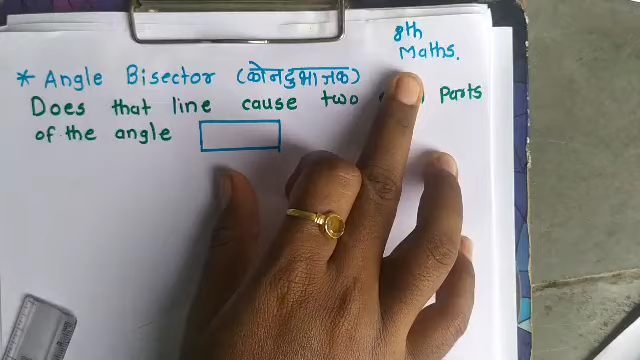 8th
Maths.
* Angle Bisector (कोनदुभाजक)
Does that line cause two Parts
of the angle